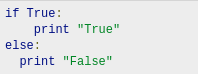 if True:
    print "True"
else:
  print "False"